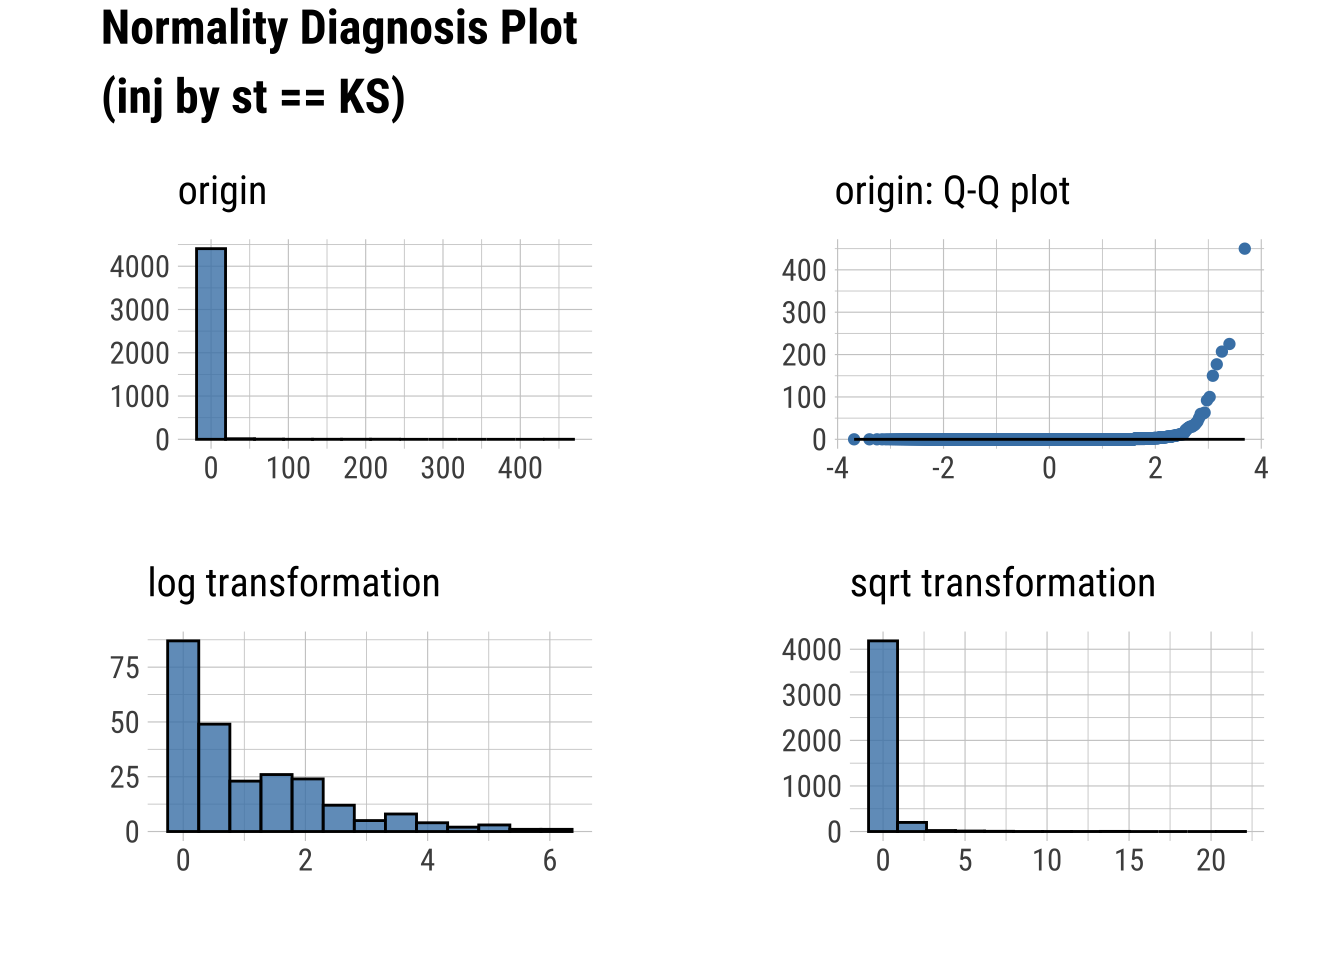 Normality Diagnosis Plot
(inj by st == KS)
origin
4000
3000
2000
1000
0
0 100 200 300 400
origin: Q-Q plot
400
300
200
100
0
-4 -2 0 2 4
log transformation
75
50
25
0
0 2 4 6
sqrt transformation
4000
3000
2000
1000
0
0 5 10 15 20